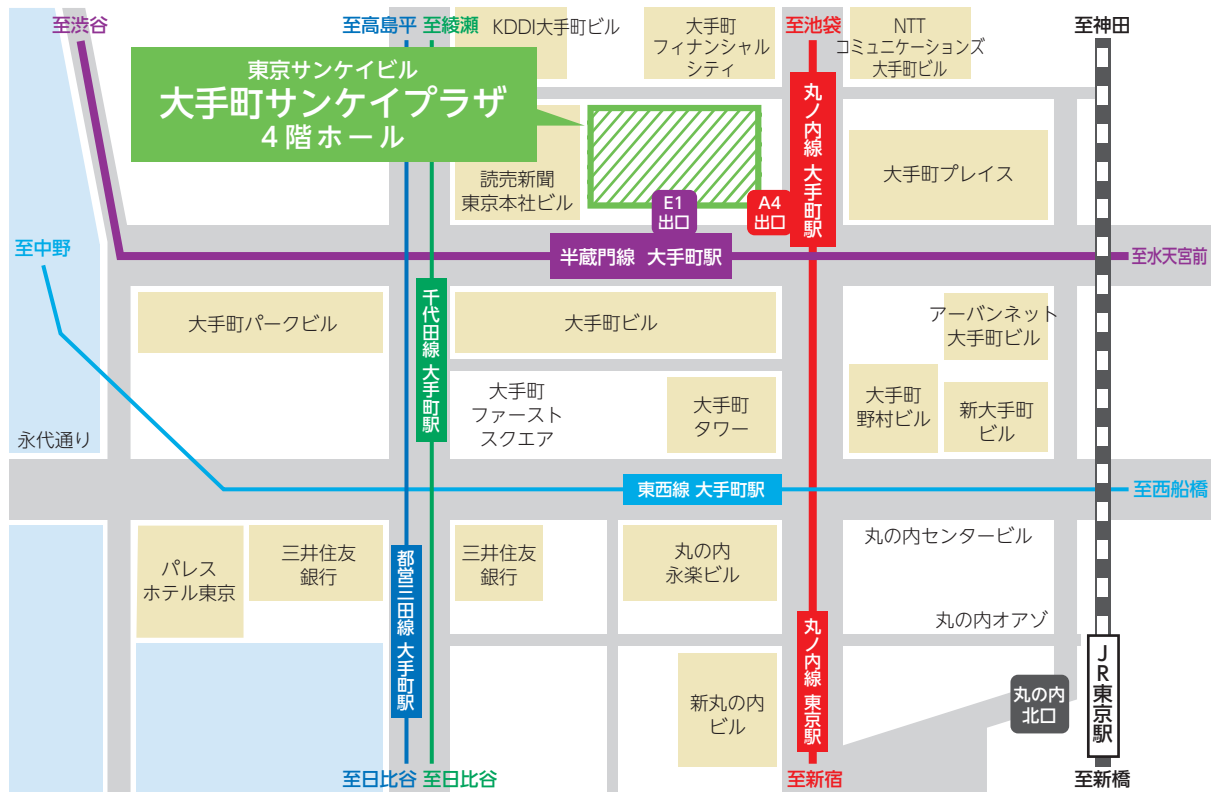 至渋谷
至高島平
至綾瀬
KDDI大手町ビル
大手町
フィナンシャル
シティ
至池袋
NTT
コミュニケーションズ
大手町ビル
至神田
東京サンケイビル
大手町サンケイプラザ
4階ホール
丸ノ内線 大手町駅
読売新聞
東京本社ビル
大手町プレイス
E1
出口
A4
出口
至中野
半蔵門線 大手町駅
至水天宮前
千代田線 大手町駅
大手町パークビル
大手町ビル
アーバンネット
大手町ビル
大手町
ファースト
スクエア
大手町
タワー
大手町
野村ビル
新大手町
ビル
永代通り
東西線 大手町駅
至西船橋
パレス
ホテル東京
三井住友
銀行
都営三田線 大手町駅
三井住友
銀行
丸の内
永楽ビル
丸の内センタービル
丸の内オアゾ
丸ノ内線 東京駅
新丸の内
ビル
丸の内
北口
JR東京駅
至日比谷
至日比谷
至新宿
至新橋